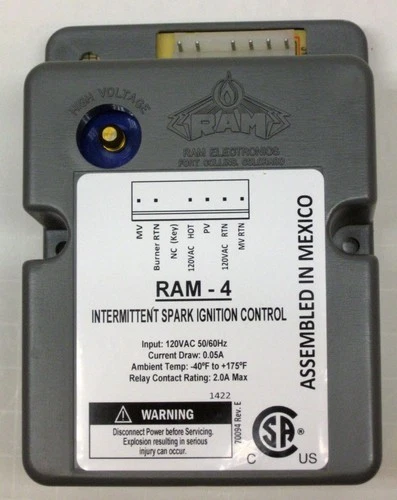 HIGH VOLTAGE
RAM
RAM ELECTRONICS
FORT COLLINS, COLORADO
MV
Burner RTN
NC (Key)
120VAC HOT
PV
120VAC RTN
MV RTN
RAM - 4
INTERMITTENT SPARK IGNITION CONTROL
Input: 120VAC 50/60Hz
Current Draw: 0.05A
Ambient Temp: -40°F to +175°F
Relay Contact Rating: 2.0A Max
1422
WARNING
Disconnect Power before Servicing.
Explosion resulting in serious
injury can occur.
70094 Rev. E
ASSEMBLED IN MEXICO
CSA
®
C US